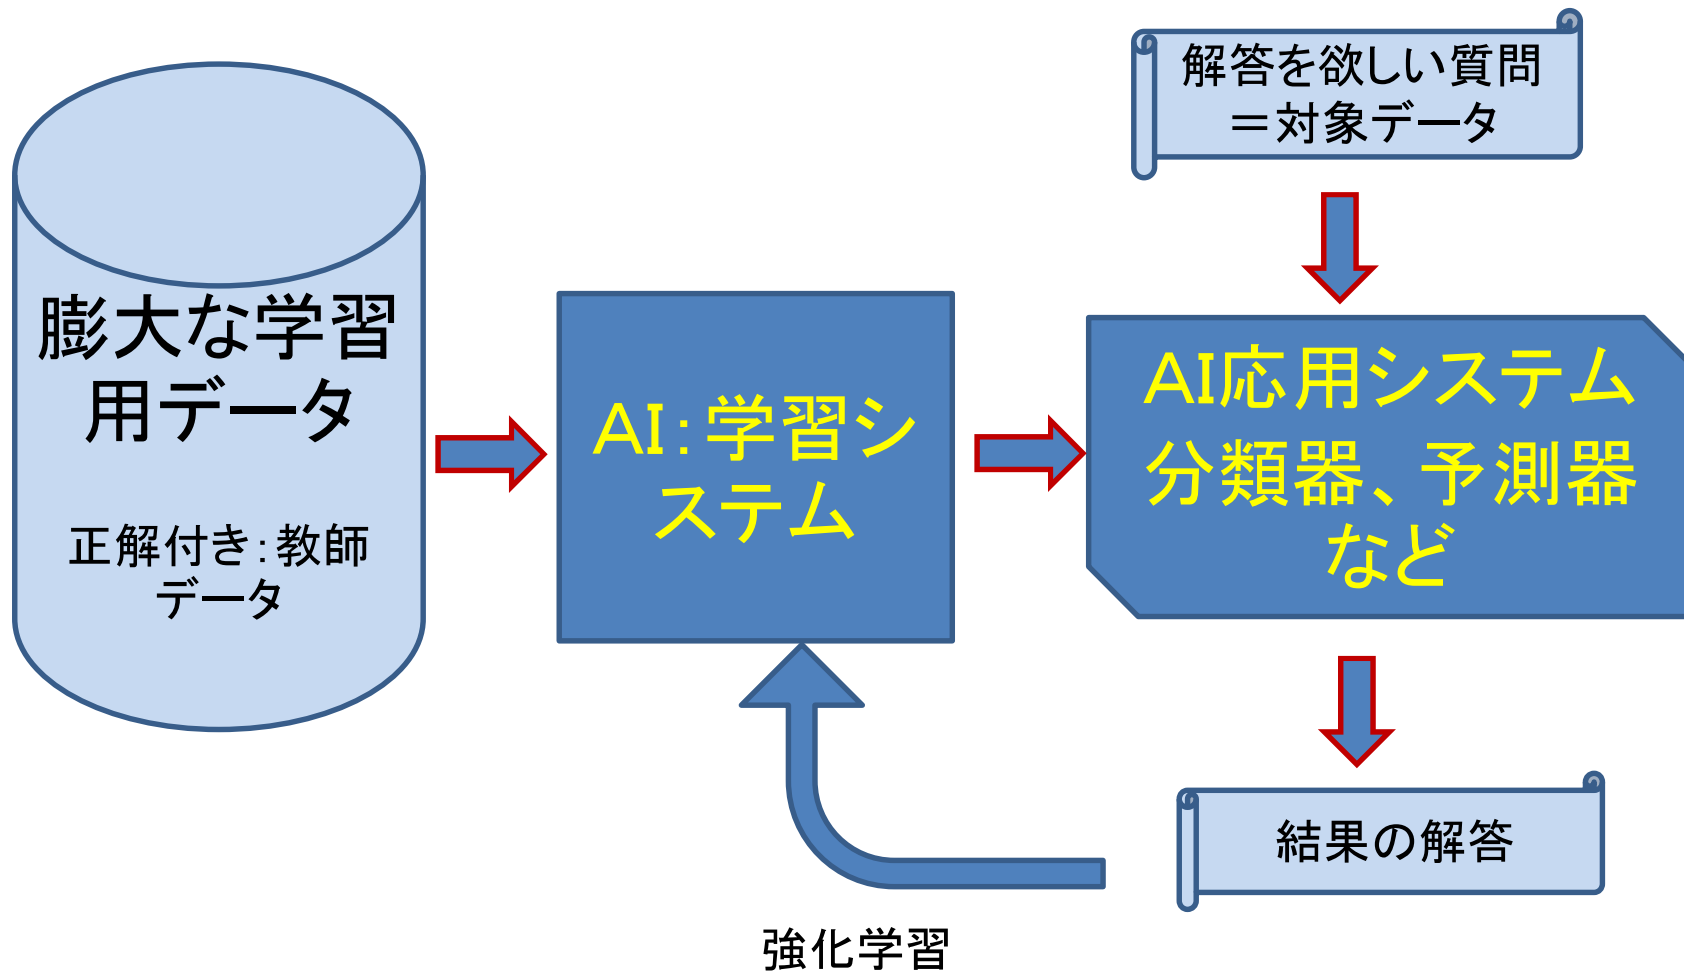 膨大な学習
用データ
正解付き：教師
データ
AI：学習シ
ステム
解答を欲しい質問
＝対象データ
AI応用システム
分類器、予測器
など
結果の解答
強化学習